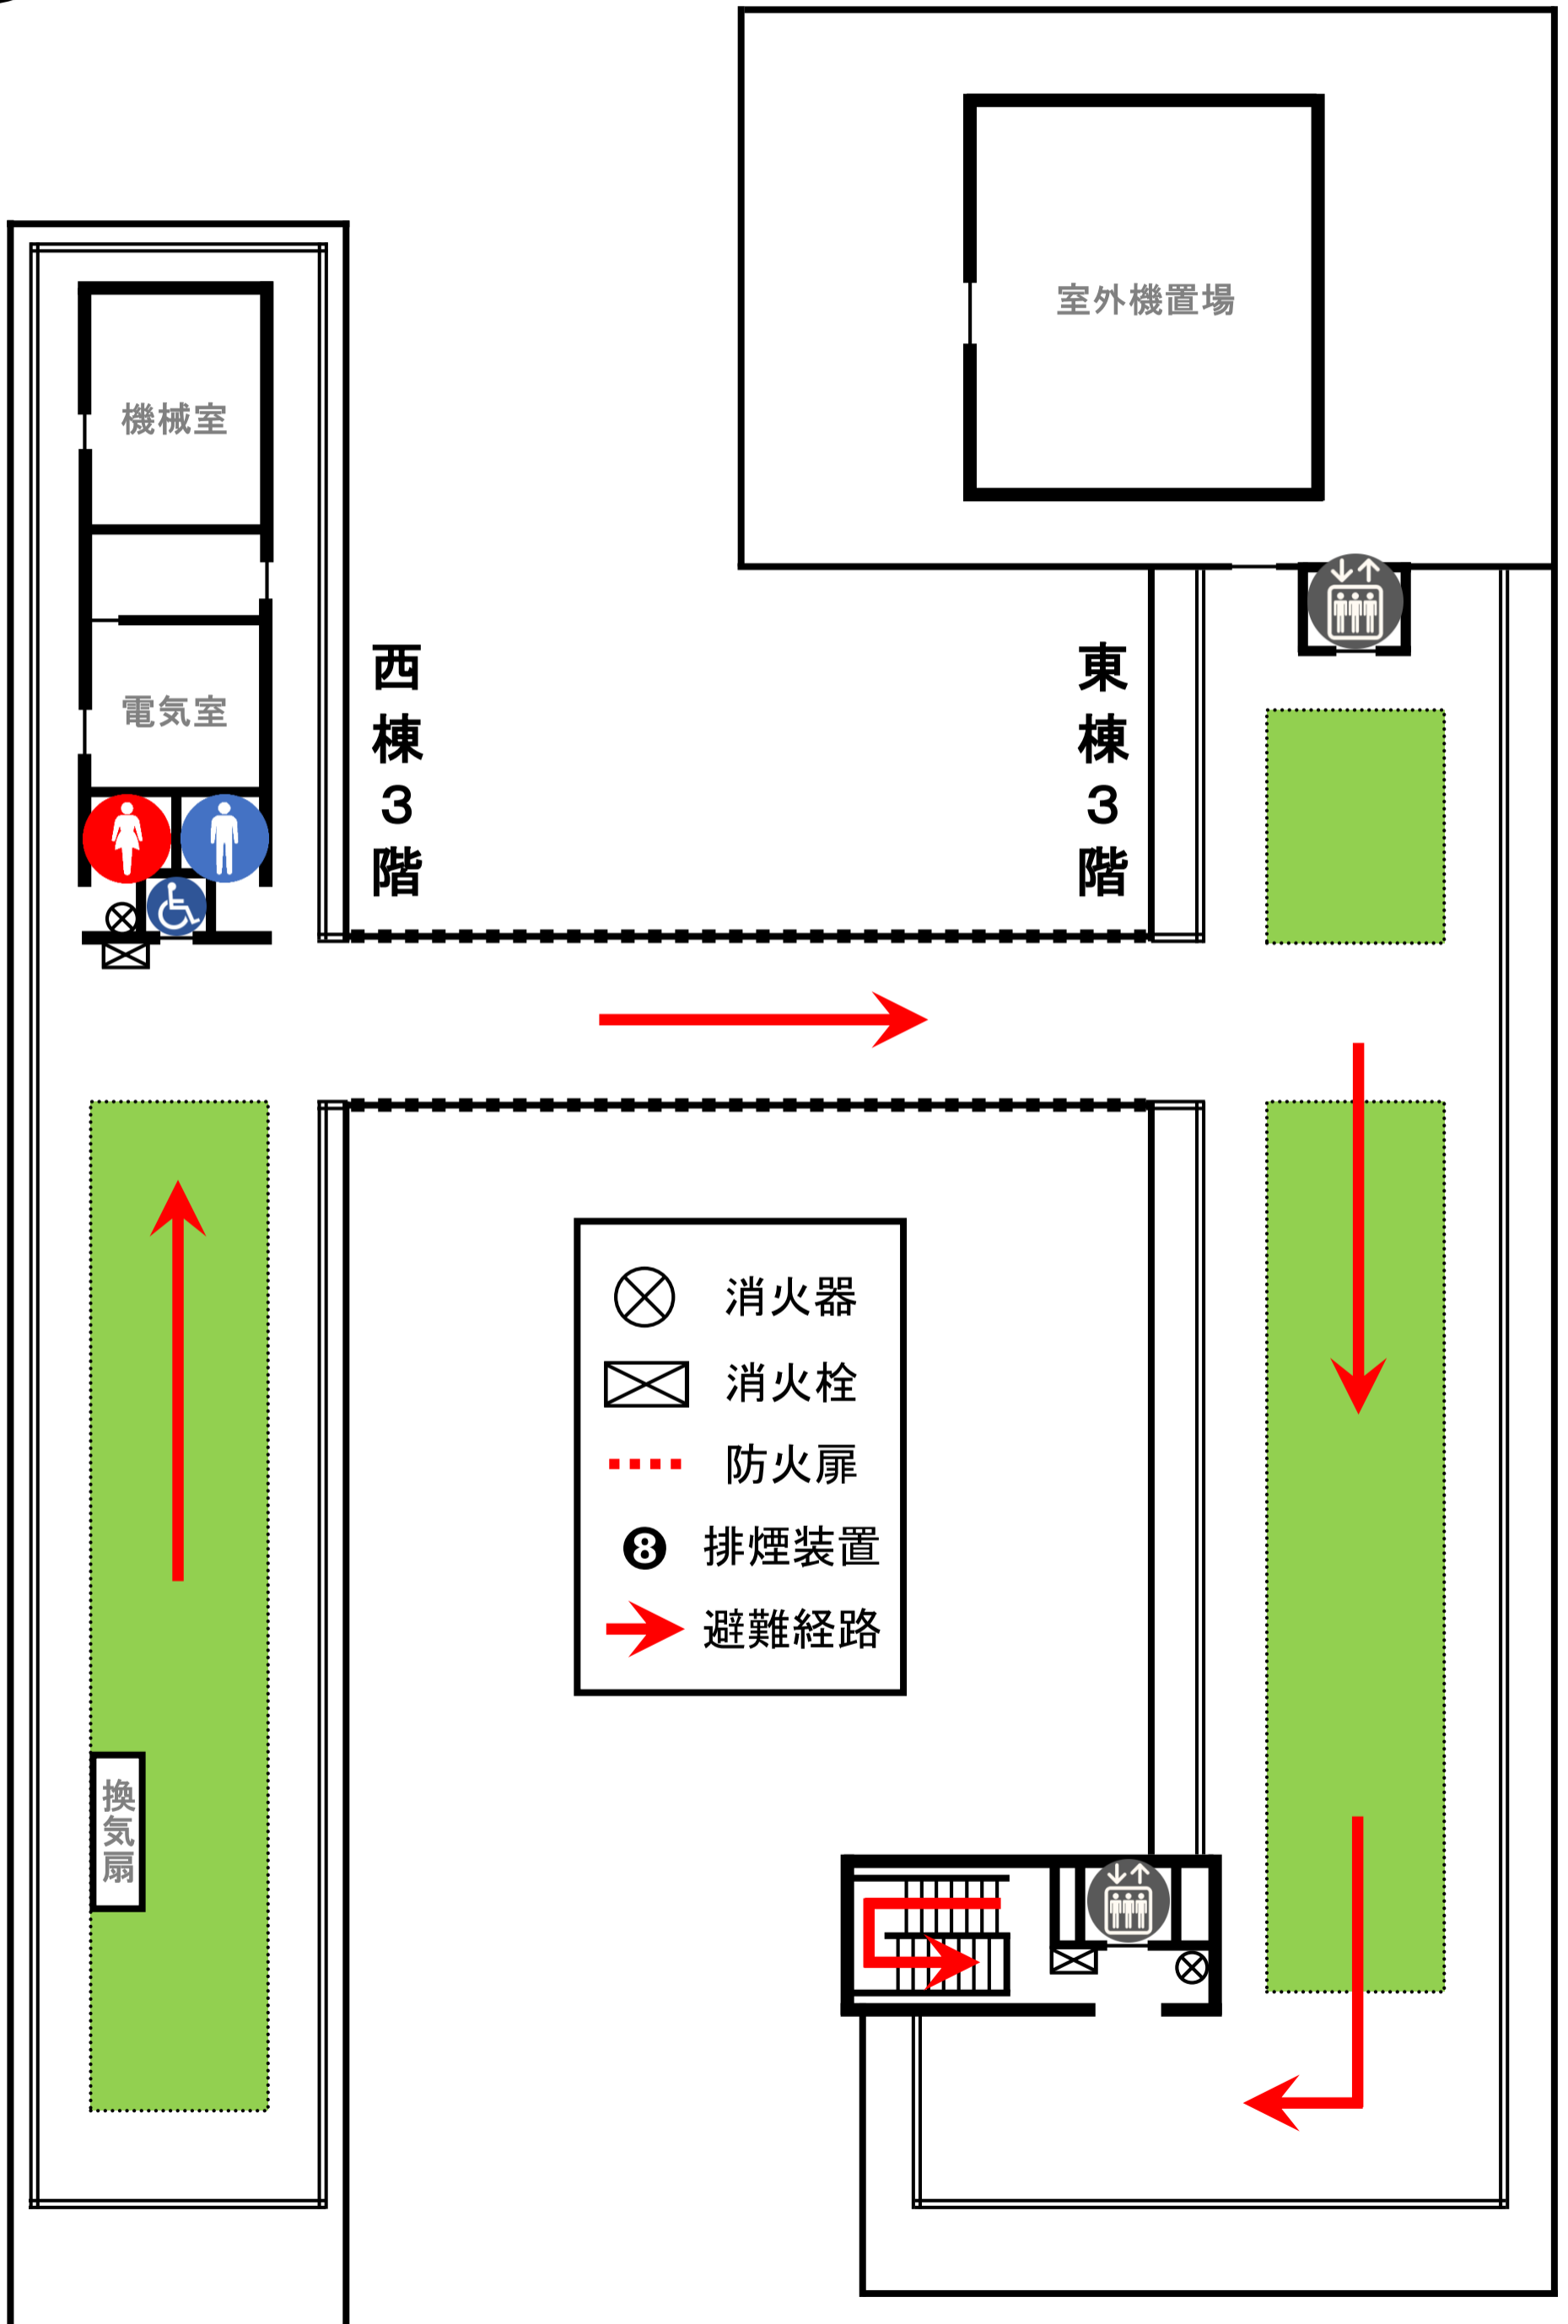 室外機置場
機械室
電気室
西棟3階
東棟3階
消火器
消火栓
防火扉
❽ 排煙装置
避難経路
換気扇